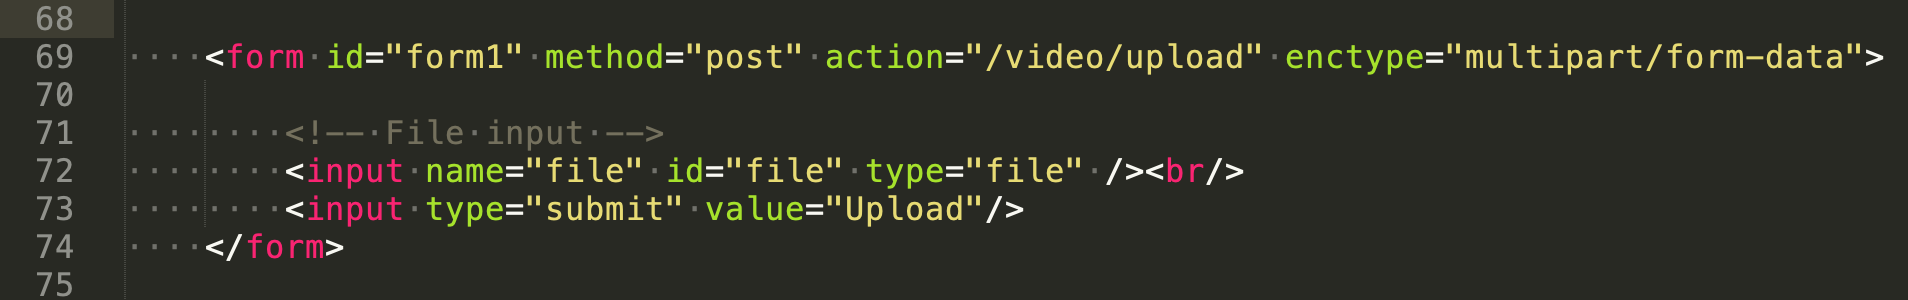 68
69     <form id="form1" method="post" action="/video/upload" enctype="multipart/form-data">
70
71         <!-- File input -->
72         <input name="file" id="file" type="file" /><br/>
73         <input type="submit" value="Upload"/>
74     </form>
75